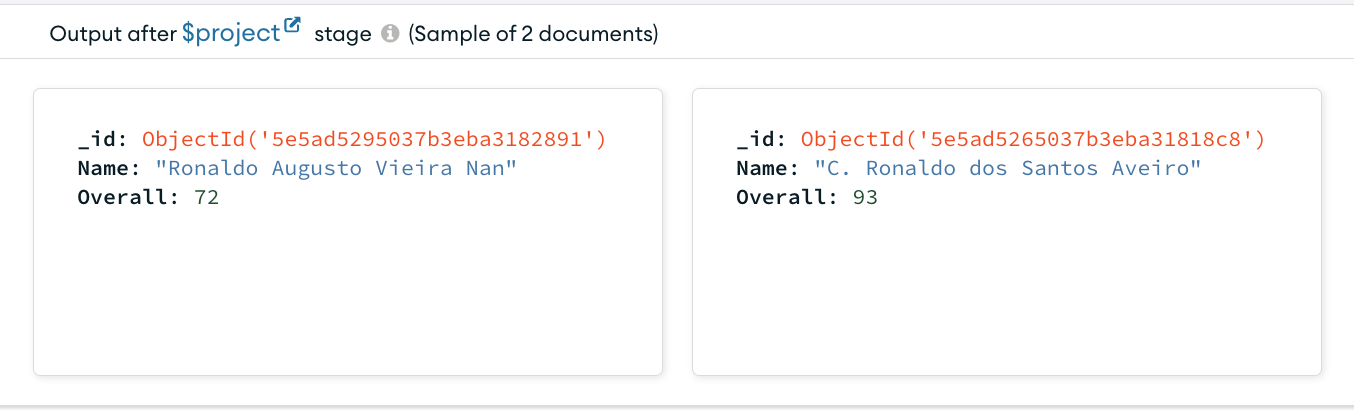 Output after $project stage (Sample of 2 documents)
_id: ObjectId('5e5ad5295037b3eba3182891')
Name: "Ronaldo Augusto Vieira Nan"
Overall: 72
_id: ObjectId('5e5ad5265037b3eba31818c8')
Name: "C. Ronaldo dos Santos Aveiro"
Overall: 93